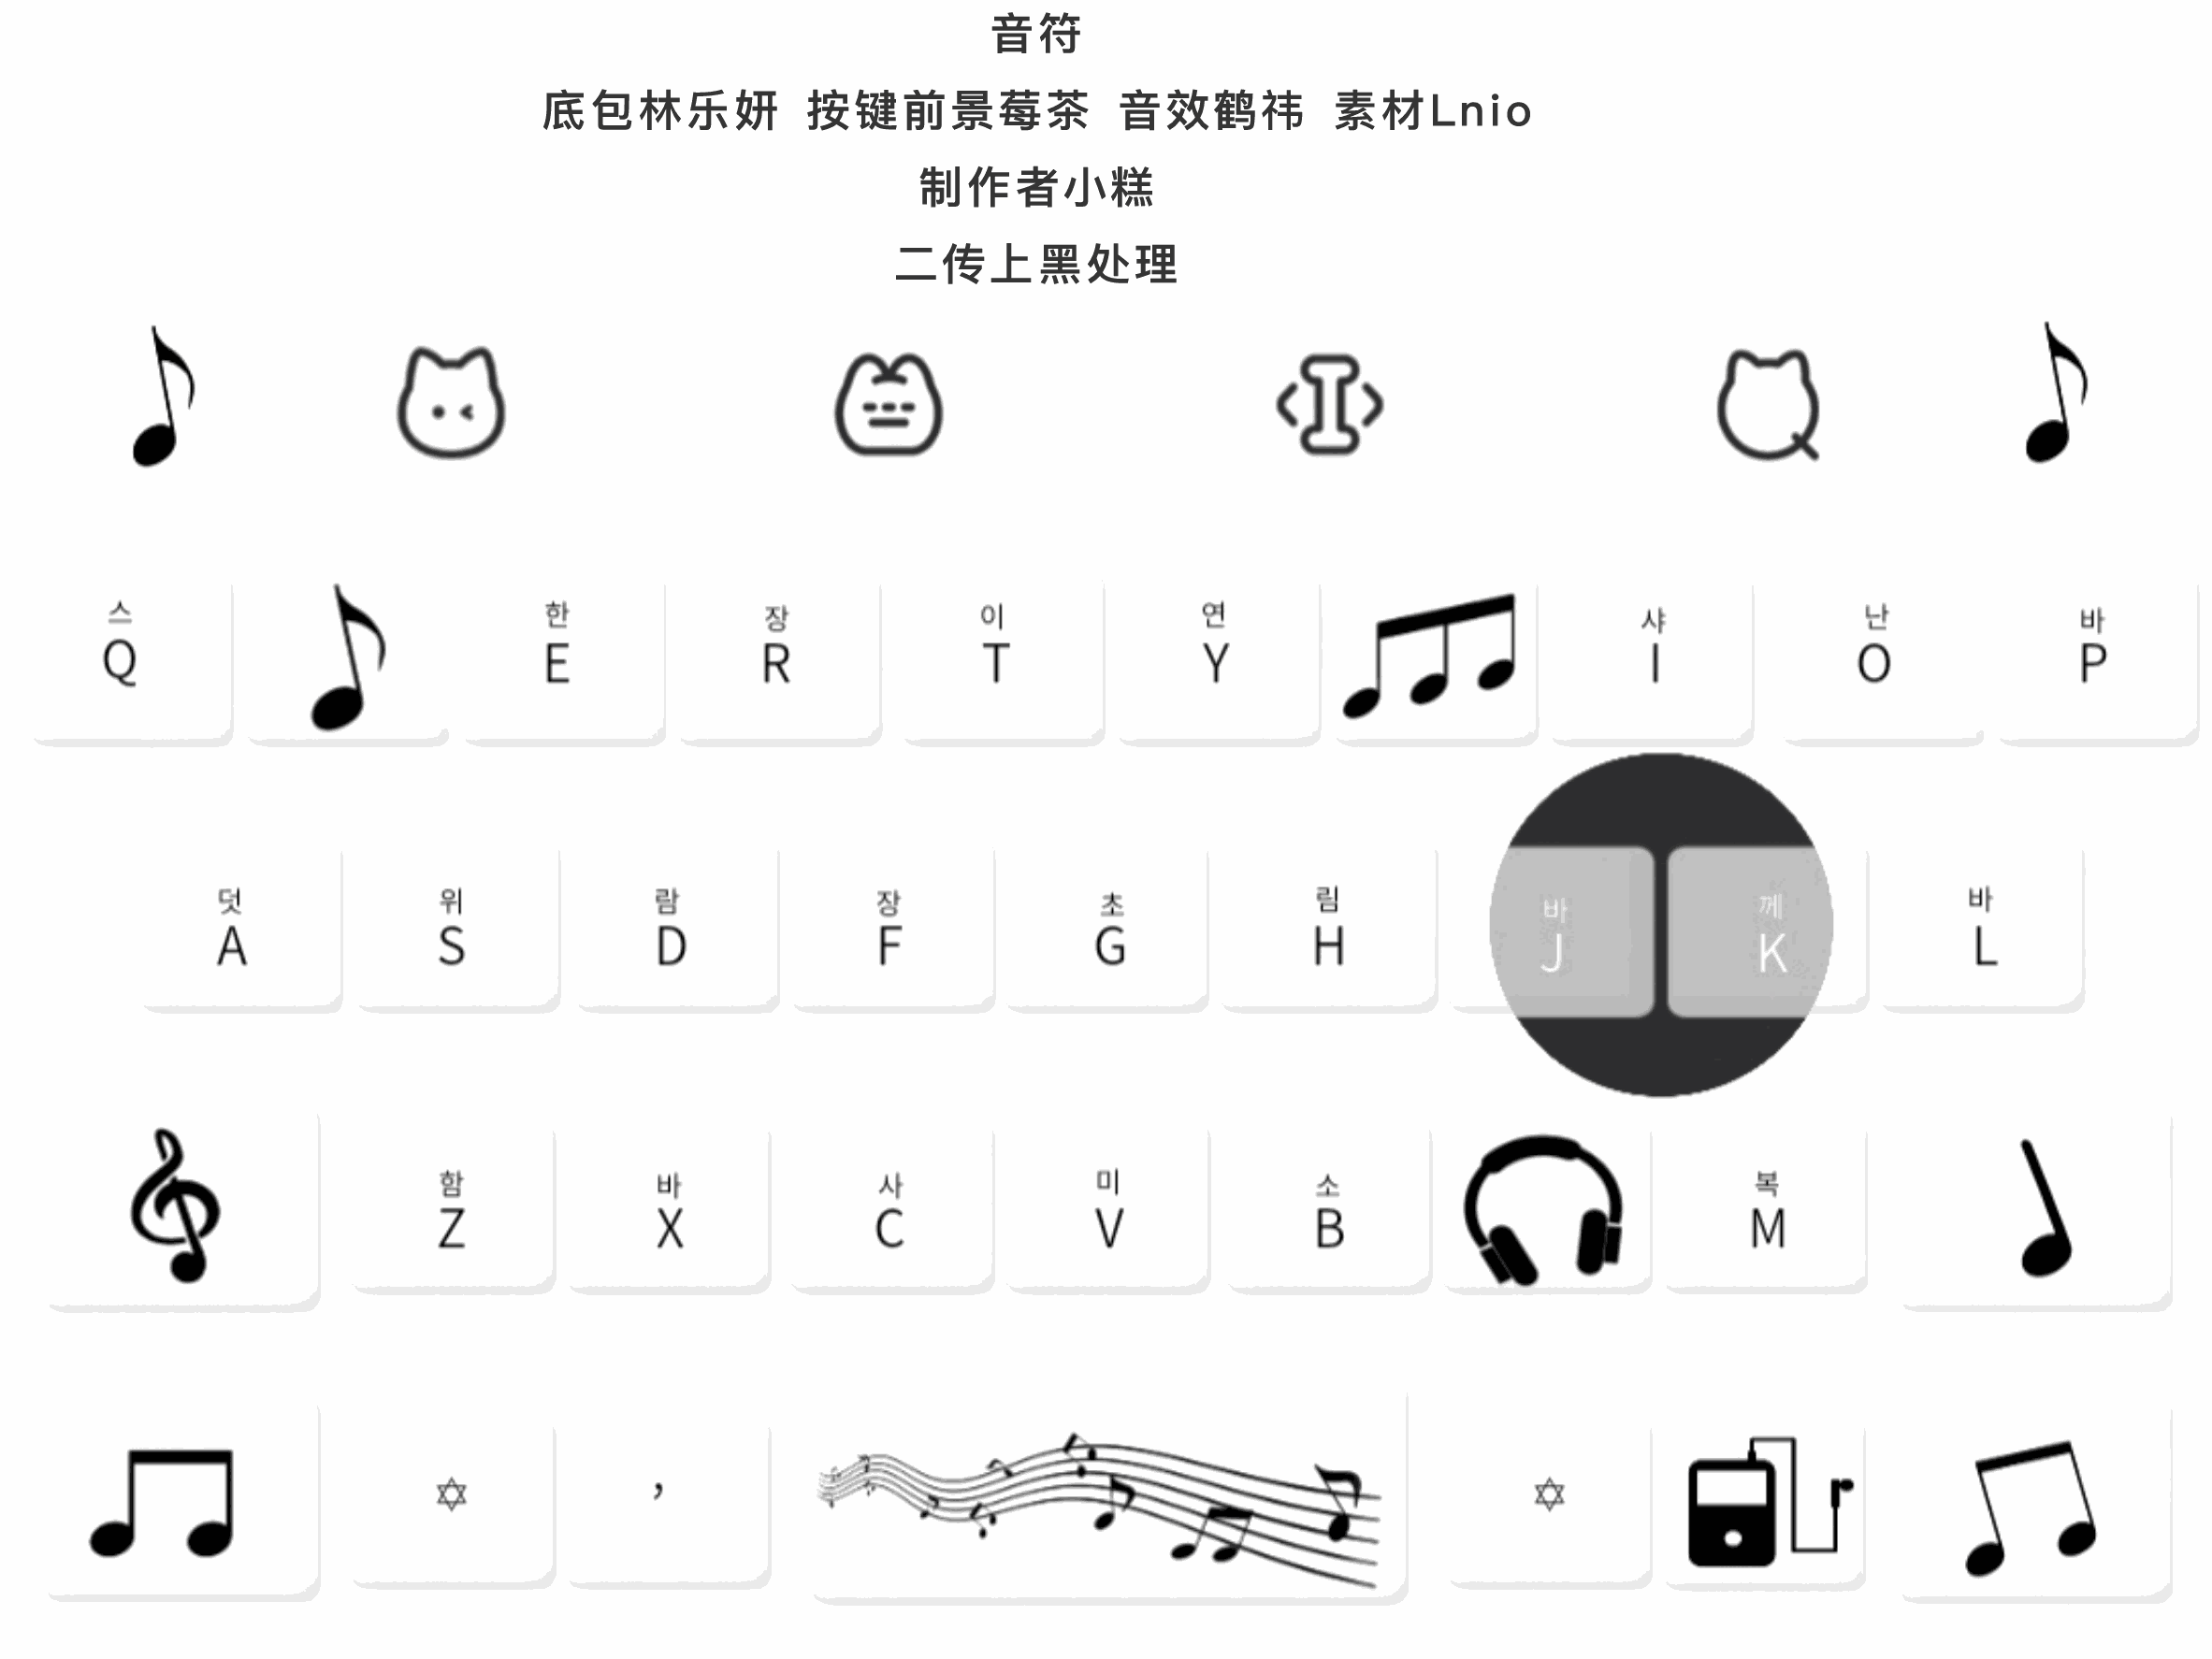 音符
底包林乐妍 按键前景莓茶 音效鹤祎 素材Lnio
制作者小糕
二传上黑处理
스 한 장 이 연 샤 난 바
Q E R T Y I O P
덧 위 람 장 초 림 바 께 바
A S D F G H J K L
함 바 사 미 소 복
Z X C V B M
，